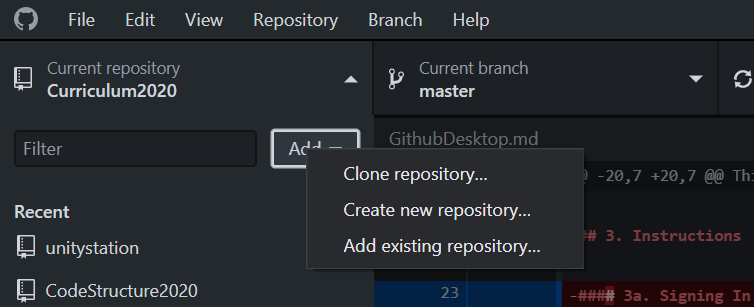 File Edit View Repository Branch Help
Current repository
Curriculum2020
Current branch
master
Filter
Add
GithubDesktop.md
Clone repository...
Create new repository...
Add existing repository...
-20,7 +20,7 @@ Thi
Recent
unitystation
CodeStructure2020
## 3. Instructions
23
-#### 3a. Signing In